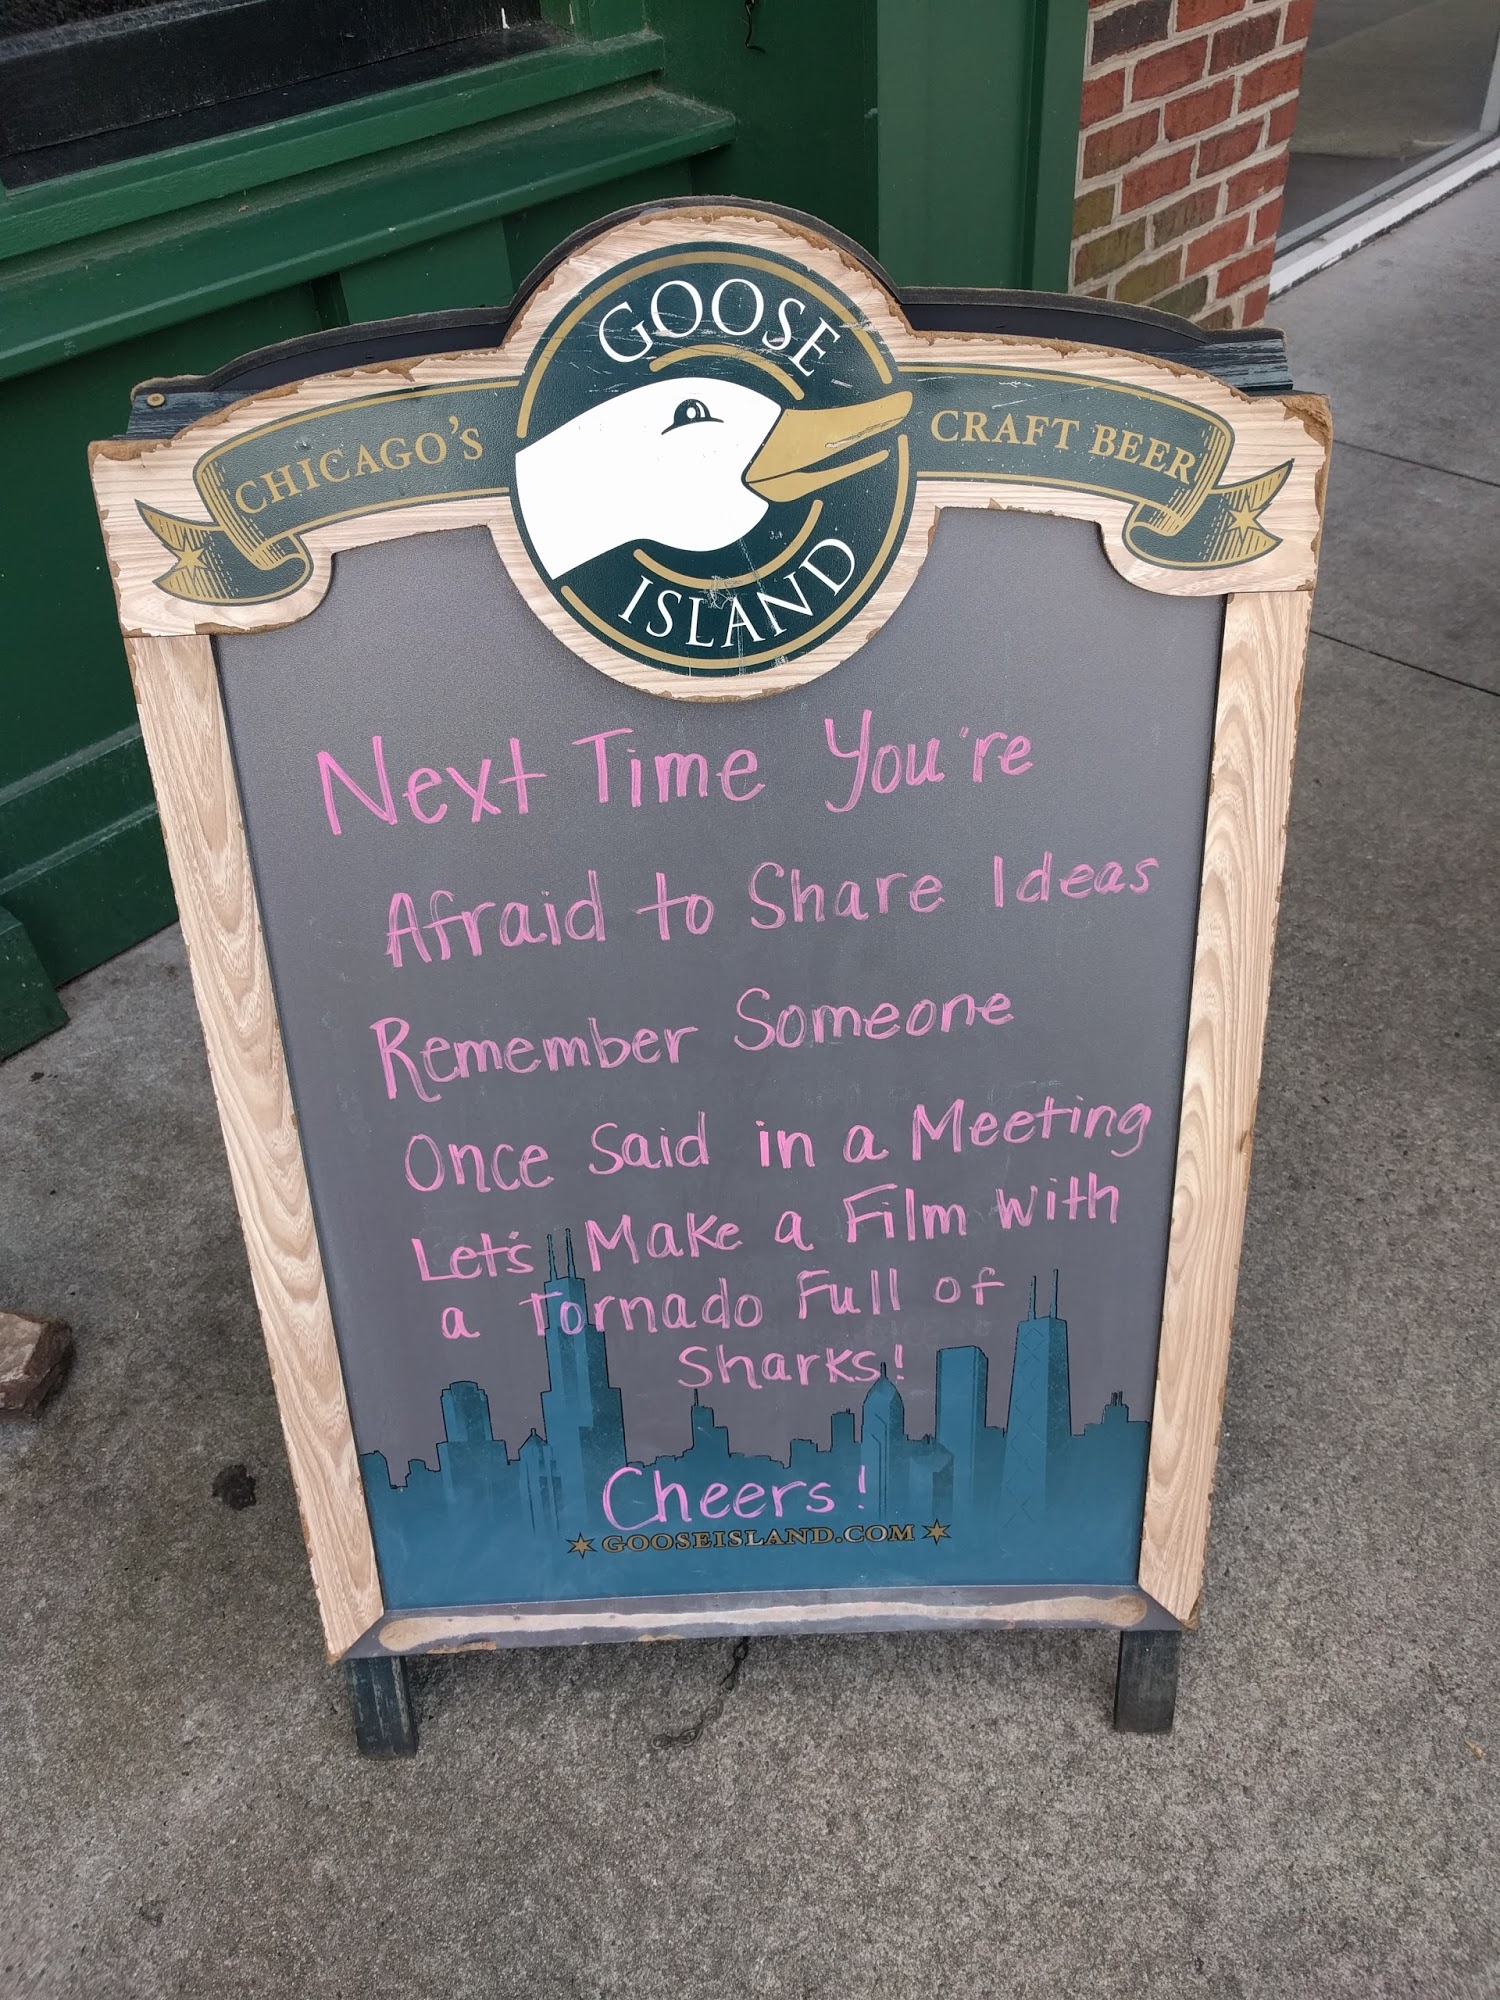 GOOSE
CHICAGO'S CRAFT BEER
ISLAND
Next Time You're
Afraid to Share Ideas
Remember Someone
Once Said in a Meeting
Let's Make a Film With
a Tornado Full of
Sharks!
Cheers!
GOOSEISLAND.COM